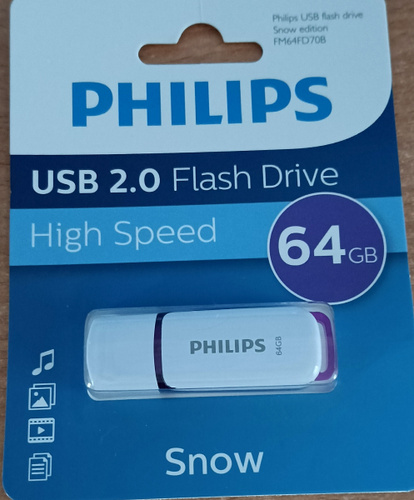 Philips USB flash drive
Snow edition
FM64FD70B
PHILIPS
USB 2.0 Flash Drive
High Speed
64GB
PHILIPS 64GB
Snow